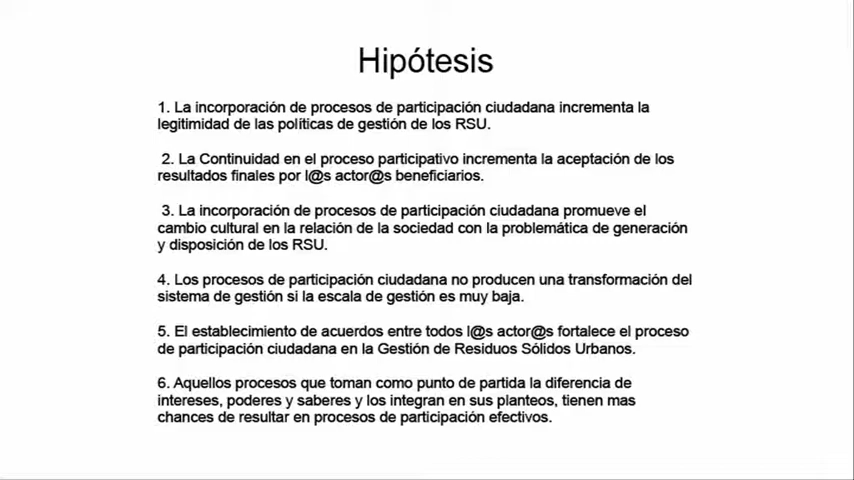 Hipótesis
1. La incorporación de procesos de participación ciudadana incrementa la
legitimidad de las políticas de gestión de los RSU.
2. La Continuidad en el proceso participativo incrementa la aceptación de los
resultados finales por l@s actor@s beneficiarios.
3. La incorporación de procesos de participación ciudadana promueve el
cambio cultural en la relación de la sociedad con la problemática de generación
y disposición de los RSU.
4. Los procesos de participación ciudadana no producen una transformación del
sistema de gestión si la escala de gestión es muy baja.
5. El establecimiento de acuerdos entre todos l@s actor@s fortalece el proceso
de participación ciudadana en la Gestión de Residuos Sólidos Urbanos.
6. Aquellos procesos que toman como punto de partida la diferencia de
intereses, poderes y saberes y los integran en sus planteos, tienen mas
chances de resultar en procesos de participación efectivos.